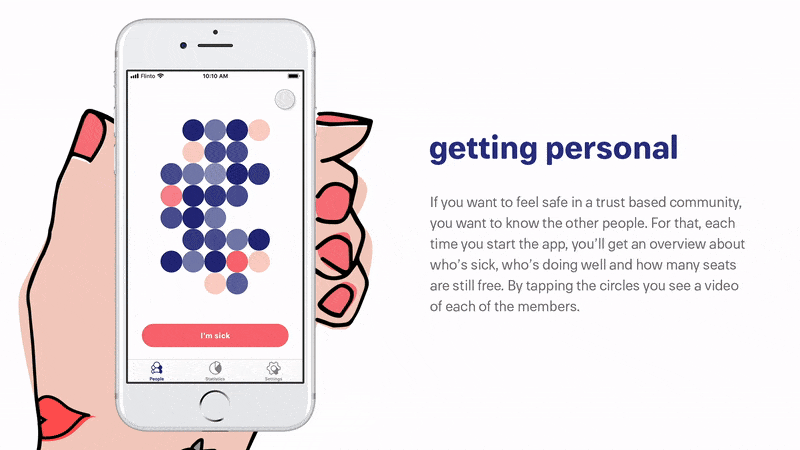 Flinto 10:10 AM
I'm sick
People Statistics Settings
getting personal
If you want to feel safe in a trust based community,
you want to know the other people. For that, each
time you start the app, you'll get an overview about
who's sick, who's doing well and how many seats
are still free. By tapping the circles you see a video
of each of the members.